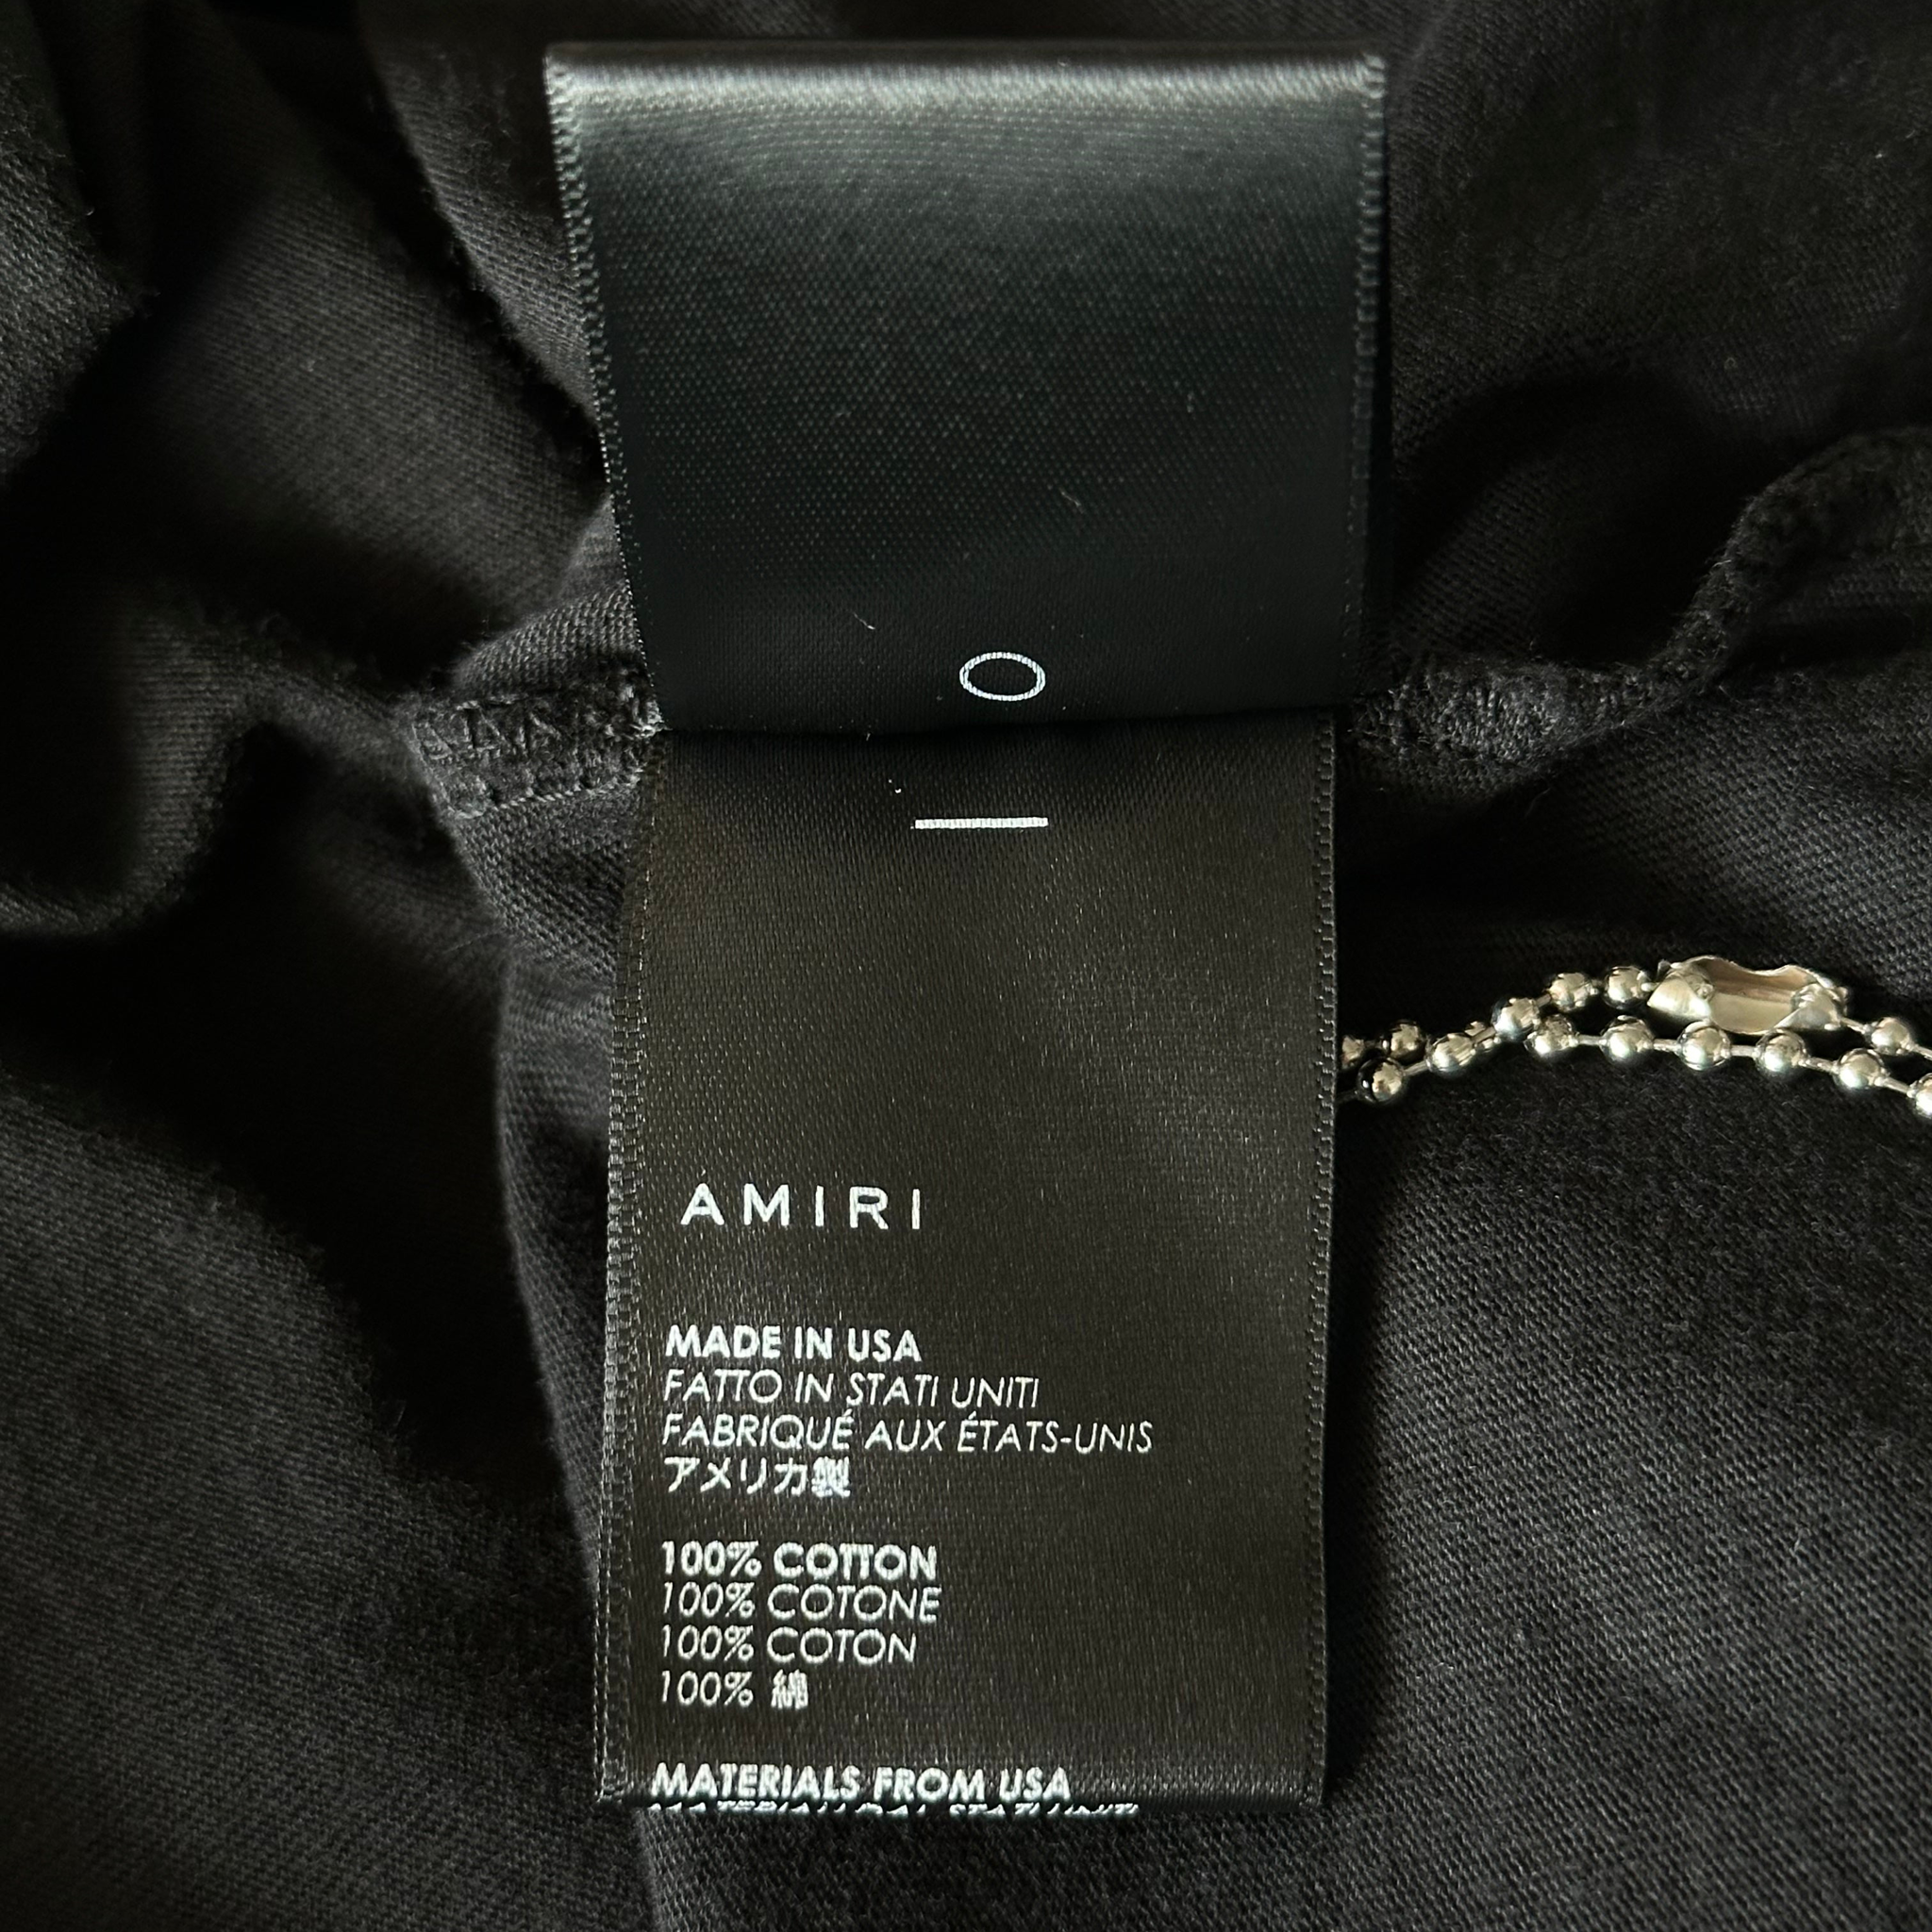 AMIRI
MADE IN USA
FATTO IN STATI UNITI
FABRIQUÉ AUX ÉTATS-UNIS
アメリカ製
100% COTTON
100% COTONE
100% COTON
100% 綿
MATERIALS FROM USA